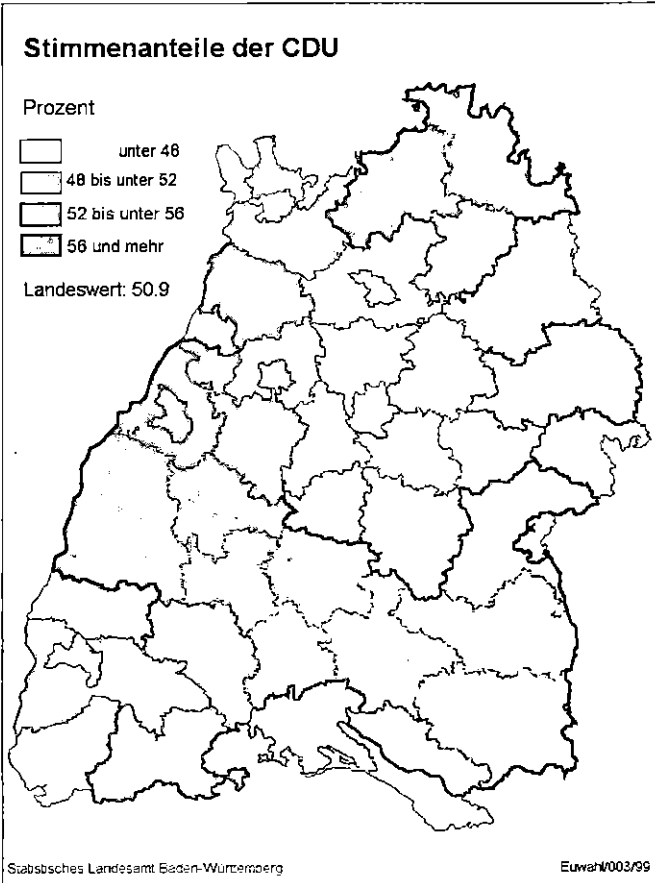 Stimmenanteile der CDU
Prozent
unter 48
48 bis unter 52
52 bis unter 56
56 und mehr
Landeswert: 50.9
Statistisches Landesamt Baden-Württemberg
Euwahl/003/99